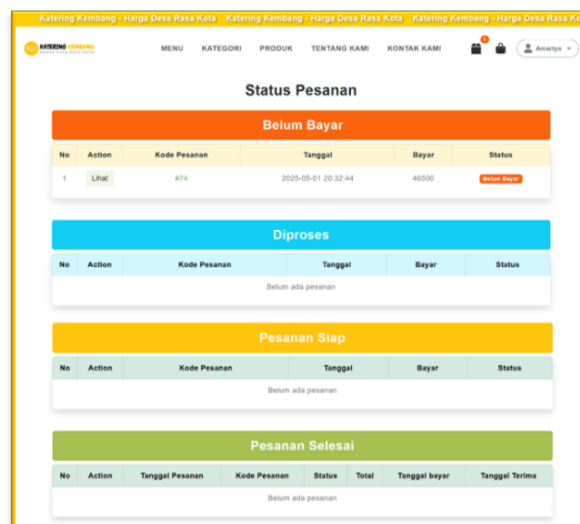 Katering Kembang - Harga Desa Rasa Kota Katering Kembang - Harga Desa Rasa Kota Katering Kembang - Harga Desa Rasa Ko
KATERING KEMBANG
HARGA DESA RASA KOTA
MENU KATEGORI PRODUK TENTANG KAMI KONTAK KAMI Amartya
Status Pesanan
Belum Bayar
No Action Kode Pesanan Tanggal Bayar Status
1 Lihat #74 2025-05-01 20:32:44 46500 Belum Bayar
Diproses
No Action Kode Pesanan Tanggal Bayar Status
Belum ada pesanan
Pesanan Siap
No Action Kode Pesanan Tanggal Bayar Status
Belum ada pesanan
Pesanan Selesai
No Action Tanggal Pesanan Kode Pesanan Status Total Tanggal bayar Tanggal Terima
Belum ada pesanan